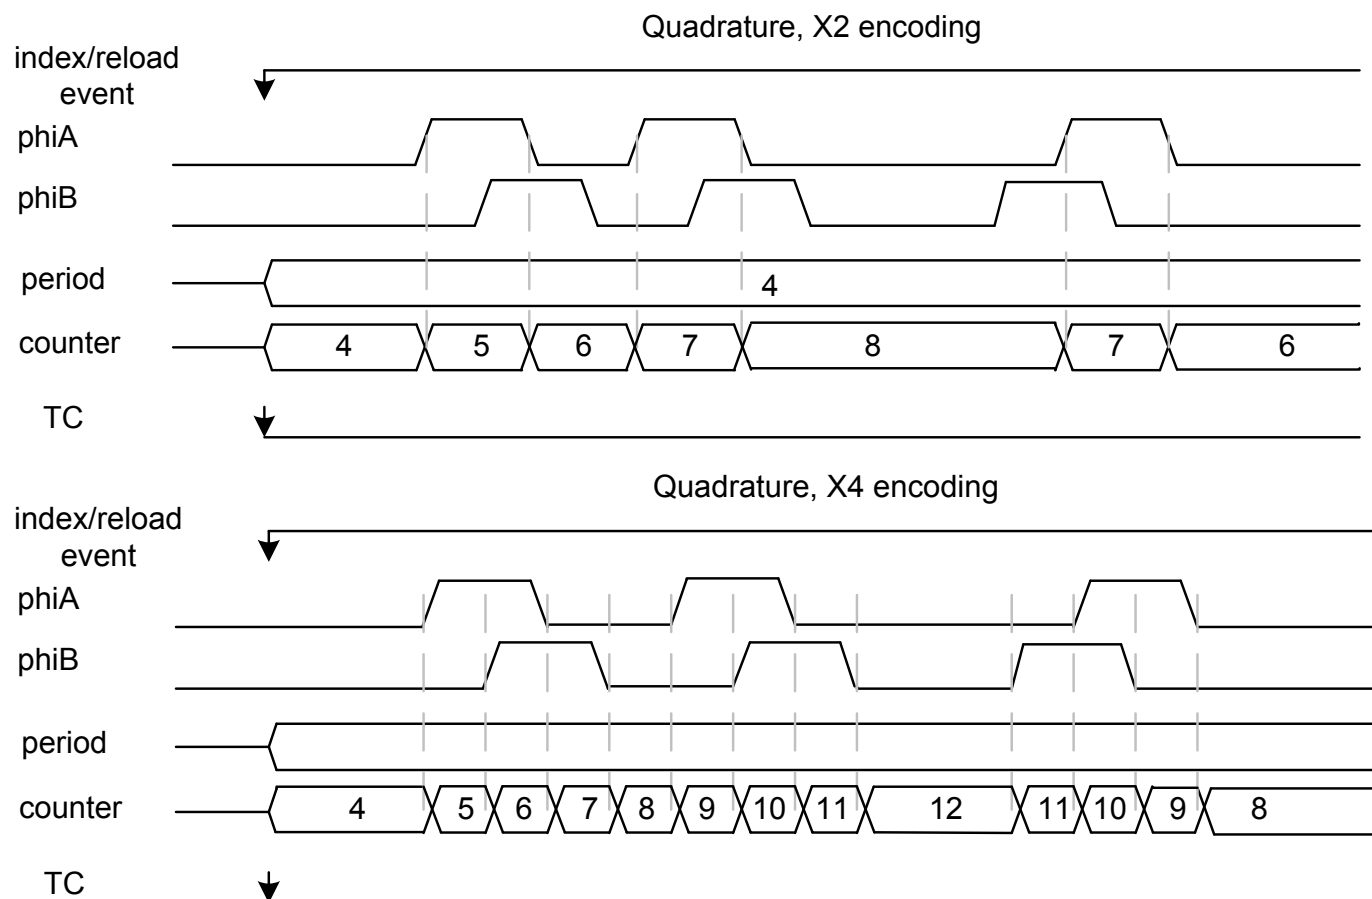 Quadrature, X2 encoding
index/reload
event
phiA
phiB
period
4
counter
4 5 6 7 8 7 6
TC
Quadrature, X4 encoding
index/reload
event
phiA
phiB
period
counter
4 5 6 7 8 9 10 11 12 11 10 9 8
TC